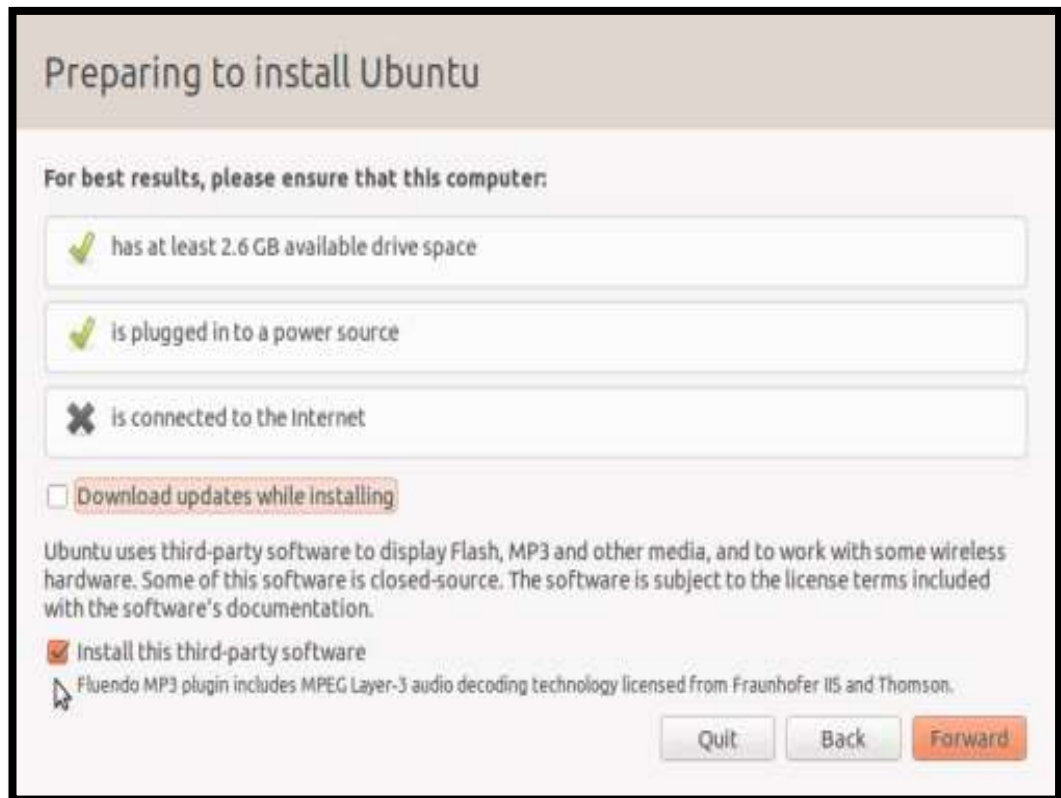 Preparing to install Ubuntu
For best results, please ensure that this computer:
has at least 2.6 GB available drive space
is plugged in to a power source
is connected to the Internet
Download updates while installing
Ubuntu uses third-party software to display Flash, MP3 and other media, and to work with some wireless
hardware. Some of this software is closed-source. The software is subject to the license terms included
with the software's documentation.
Install this third-party software
Fluendo MP3 plugin includes MPEG Layer-3 audio decoding technology licensed from Fraunhofer IIS and Thomson.
Quit Back Forward